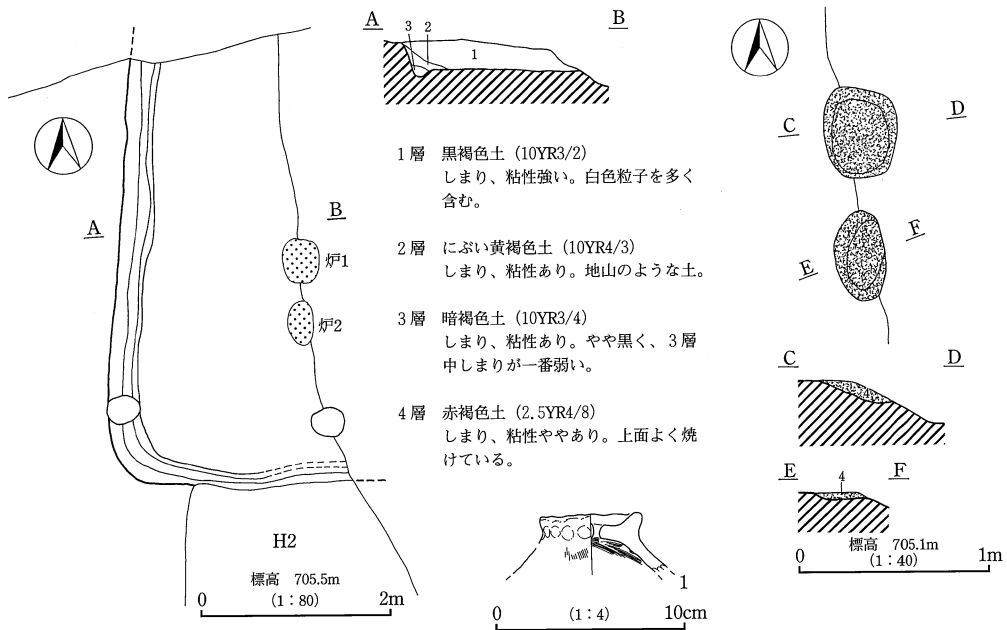 A
B
炉1
炉2
H2
標高 705.5m
0 (1:80) 2m
A
B
3 2
1
1層 黒褐色土 (10YR3/2)
しまり、粘性強い。白色粒子を多く
含む。
2層 にぶい黄褐色土 (10YR4/3)
しまり、粘性あり。地山のような土。
3層 暗褐色土 (10YR3/4)
しまり、粘性あり。やや黒く、3層
中しまりが一番弱い。
4層 赤褐色土 (2.5YR4/8)
しまり、粘性ややあり。上面よく焼
けている。
1
0 (1:4) 10cm
C
D
E
F
C
D
E
F
4
標高 705.1m
0 (1:40) 1m